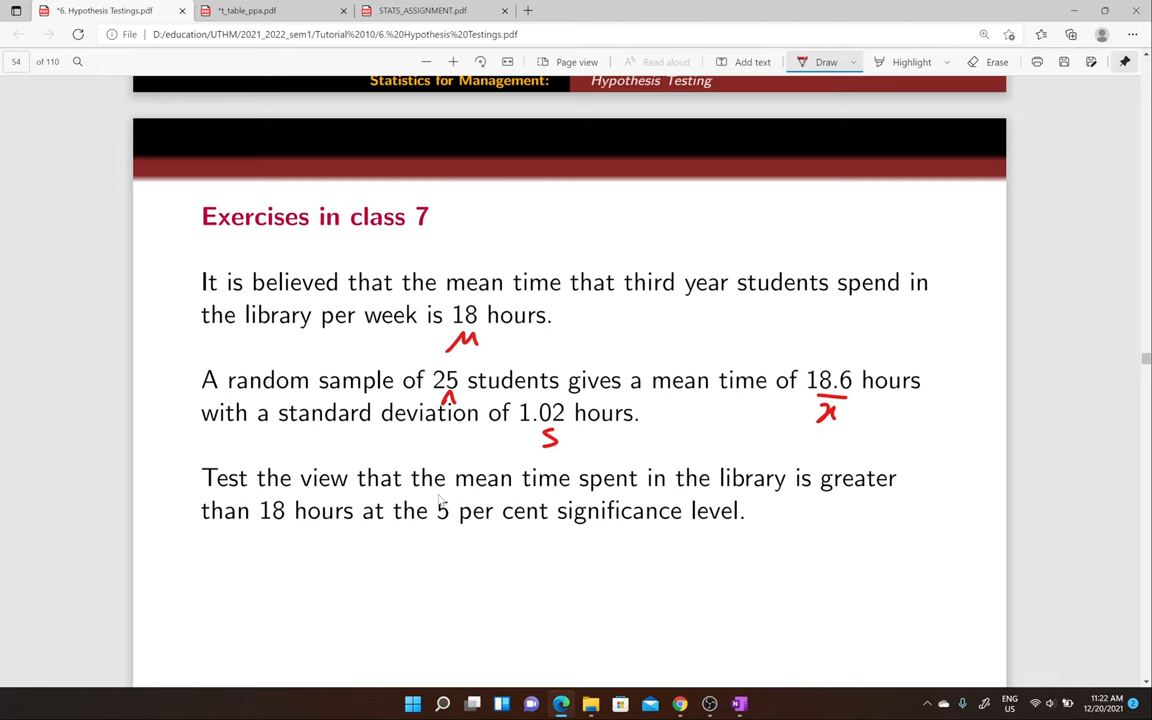 *6. Hypothesis Testings.pdf
*t_table_ppa.pdf
STATS_ASSIGNMENT.pdf
File D:/education/UTHM/2021_2022_sem1/Tutorial%2010/6.%20Hypothesis%20Testings.pdf
54 of 110
Page view
Read aloud
Add text
Draw
Highlight
Erase
Statistics for Management: Hypothesis Testing
Exercises in class 7
It is believed that the mean time that third year students spend in
the library per week is 18 hours.
μ
A random sample of 25 students gives a mean time of 18.6 hours
with a standard deviation of 1.02 hours.
n
x
s
Test the view that the mean time spent in the library is greater
than 18 hours at the 5 per cent significance level.
ENG
US
11:22 AM
12/20/2021
2